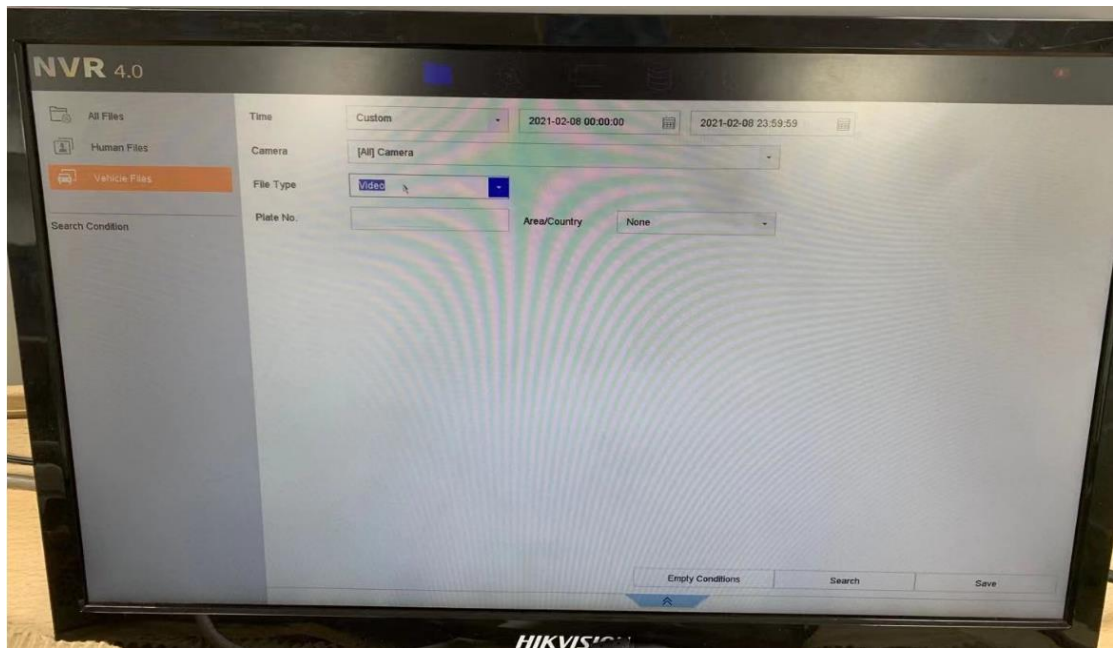 NVR 4.0
All Files
Human Files
Vehicle Files
Search Condition
Time Custom 2021-02-08 00:00:00 2021-02-08 23:59:59
Camera [All] Camera
File Type Video
Plate No. Area/Country None
Empty Conditions Search Save
HIKVISION